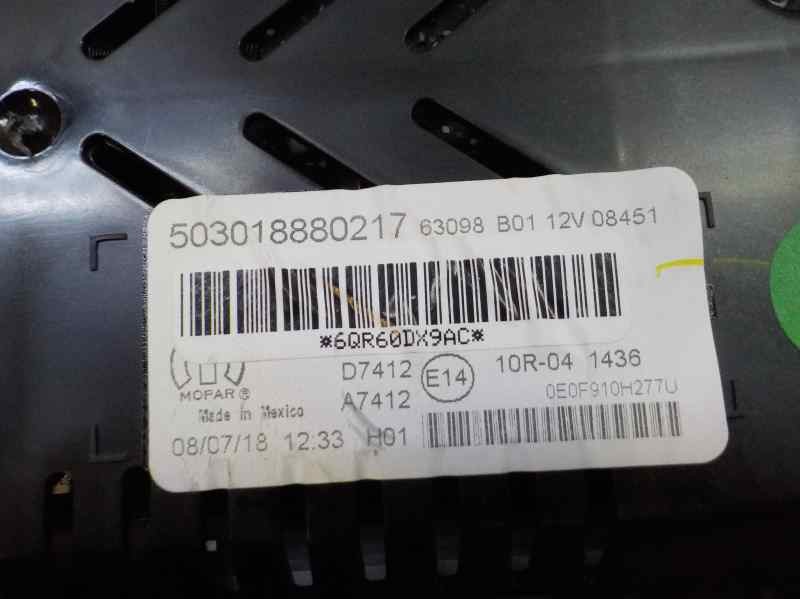 503018880217 63098 B01 12V 08451
*6QR60DX9AC*
MOPAR®
Made in Mexico
D7412
A7412
E14
10R-04 1436
0E0F910H277U
08/07/18 12:33 H01